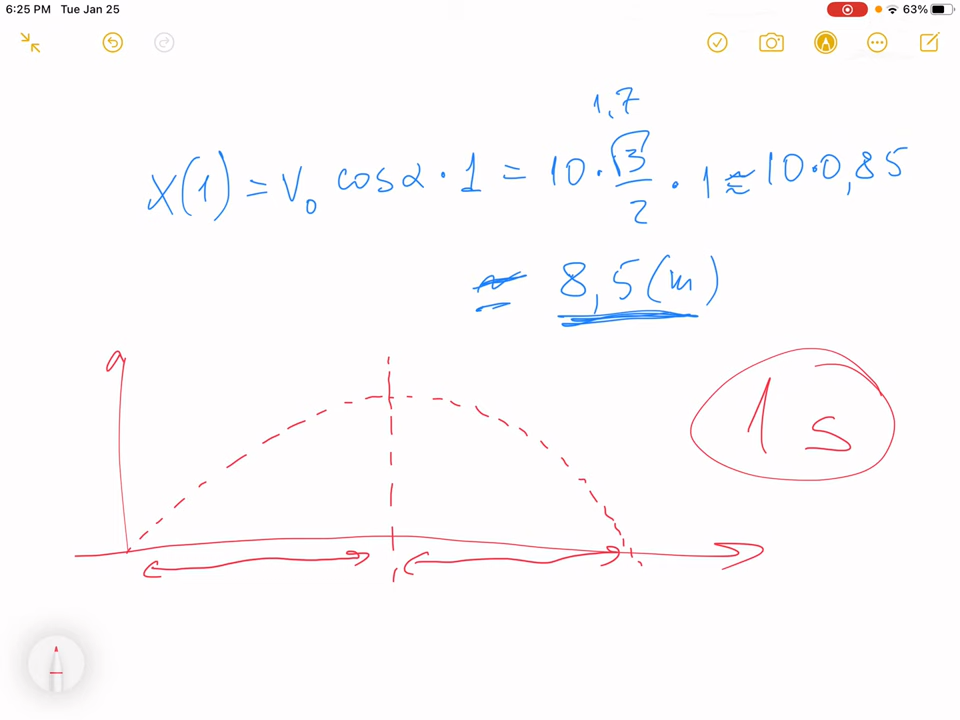 6:25 PM Tue Jan 25
63%
1,7
X(1) = V₀ cosα · 1 = 10 · √3/2 · 1 ≈ 10 · 0,85
≈ 8,5 (m)
1 s